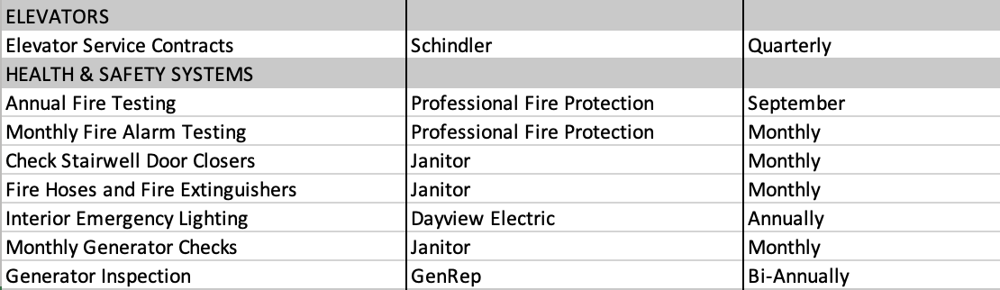 ELEVATORS
Elevator Service Contracts Schindler Quarterly
HEALTH & SAFETY SYSTEMS
Annual Fire Testing Professional Fire Protection September
Monthly Fire Alarm Testing Professional Fire Protection Monthly
Check Stairwell Door Closers Janitor Monthly
Fire Hoses and Fire Extinguishers Janitor Monthly
Interior Emergency Lighting Dayview Electric Annually
Monthly Generator Checks Janitor Monthly
Generator Inspection GenRep Bi-Annually